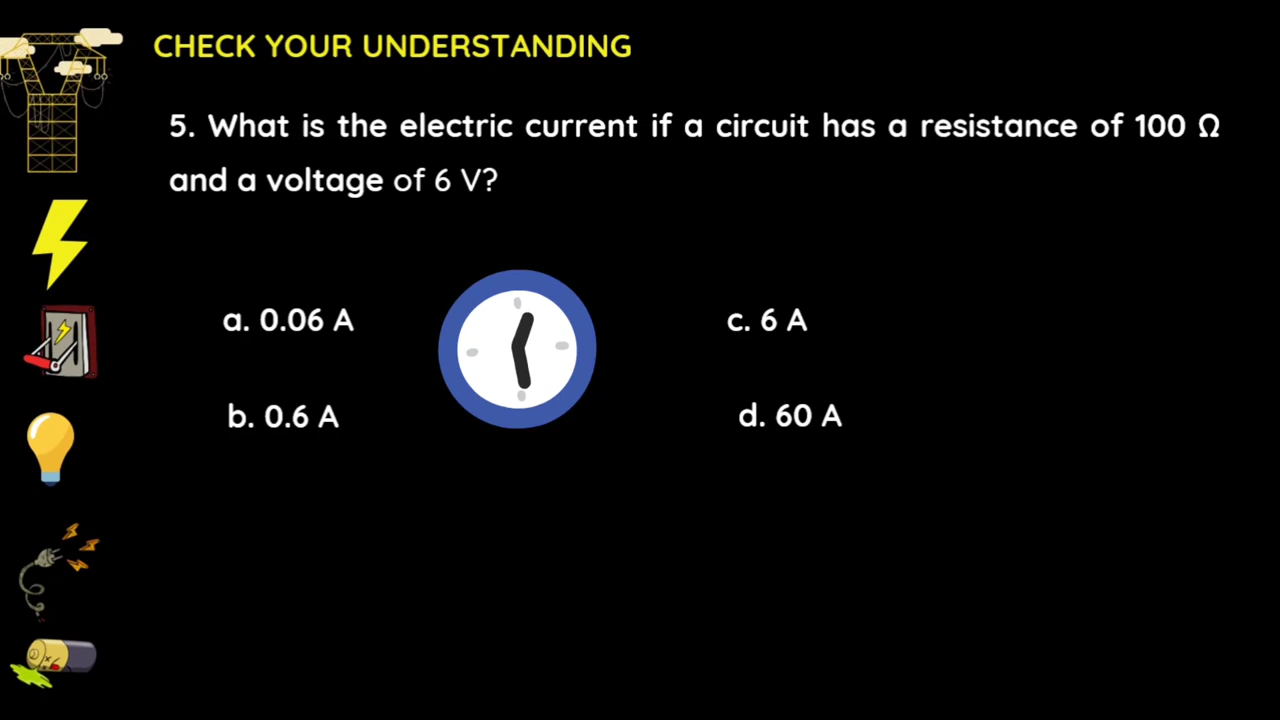 CHECK YOUR UNDERSTANDING
5. What is the electric current if a circuit has a resistance of 100 Ω
and a voltage of 6 V?
a. 0.06 A
c. 6 A
b. 0.6 A
d. 60 A